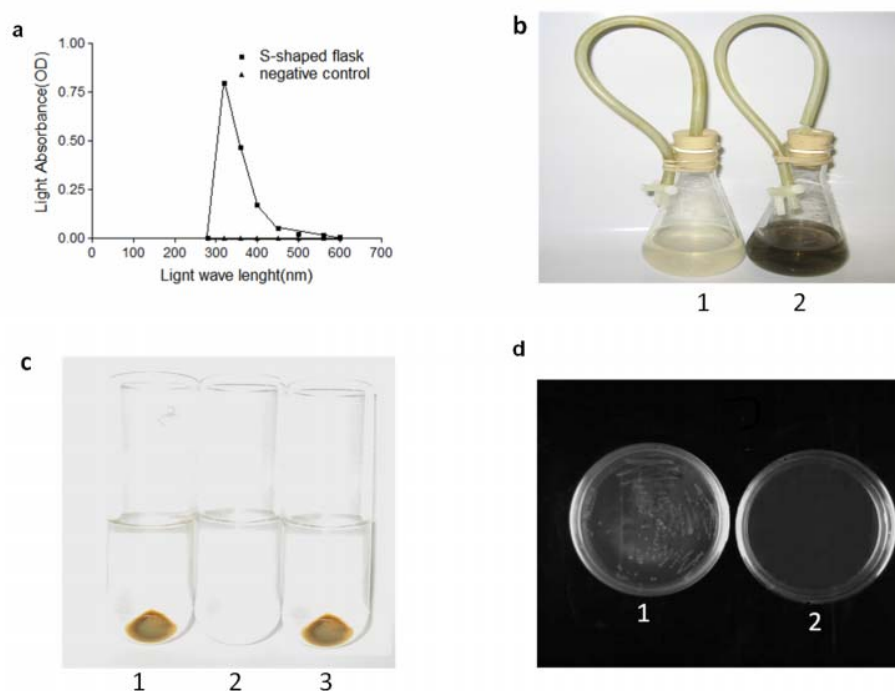 a
1.00
S-shaped flask
negative control
0.75
0.50
0.25
0.00
Light Absorbance(OD)
0 100 200 300 400 500 600 700
Lignt wave lenght(nm)
b
1 2
c
1 2 3
d
1
2